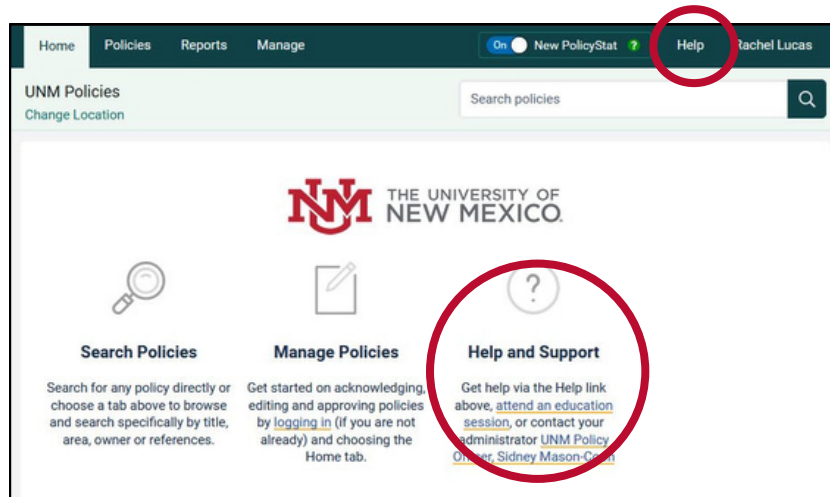 Home Policies Reports Manage On New PolicyStat ? Help Rachel Lucas
UNM Policies
Change Location
Search policies
NM THE UNIVERSITY OF
NEW MEXICO.
?
Search Policies
Search for any policy directly or
choose a tab above to browse
and search specifically by title,
area, owner or references.
Manage Policies
Get started on acknowledging,
editing and approving policies
by logging in (if you are not
already) and choosing the
Home tab.
Help and Support
Get help via the Help link
above, attend an education
session, or contact your
administrator UNM Policy
Officer, Sidney Mason-Coon